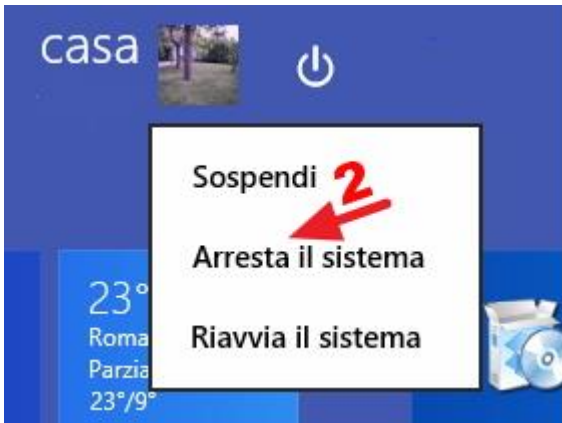 casa
Sospendi 2
Arresta il sistema
Riavvia il sistema
23°
Roma
Parzia
23°/9°